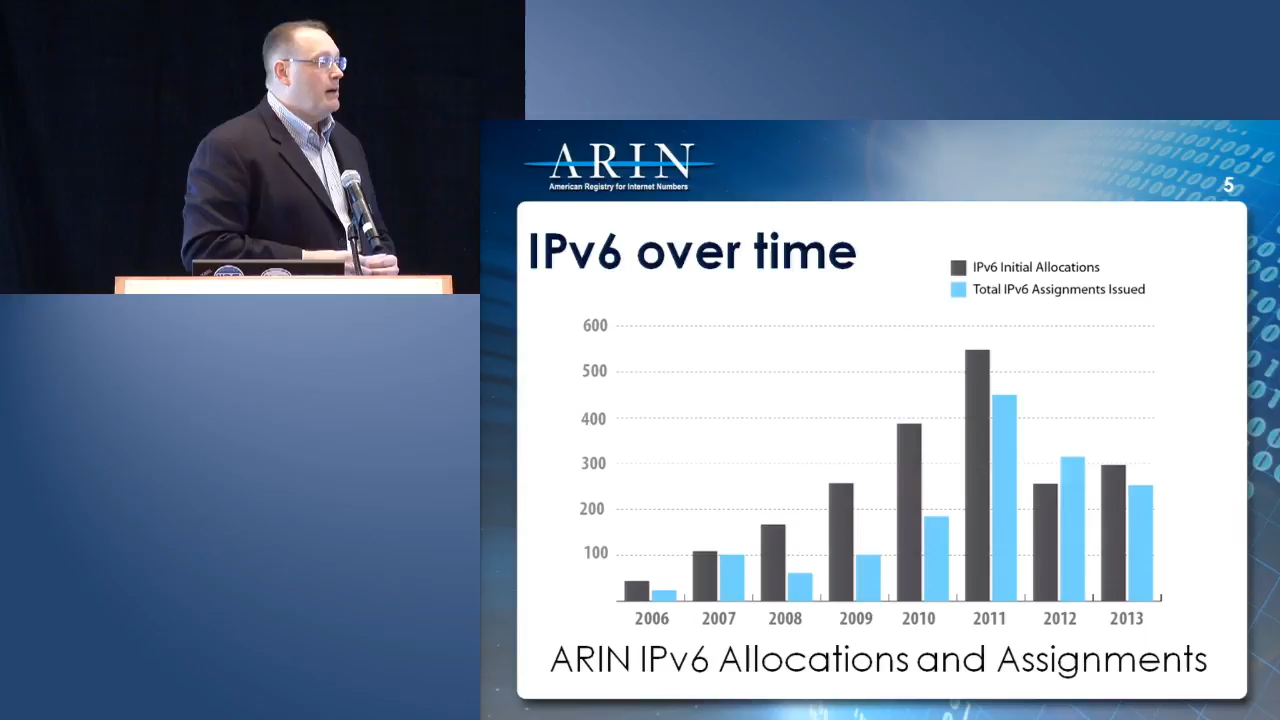 ARIN
American Registry for Internet Numbers
5
IPv6 over time
IPv6 Initial Allocations
Total IPv6 Assignments Issued
600
500
400
300
200
100
2006 2007 2008 2009 2010 2011 2012 2013
ARIN IPv6 Allocations and Assignments